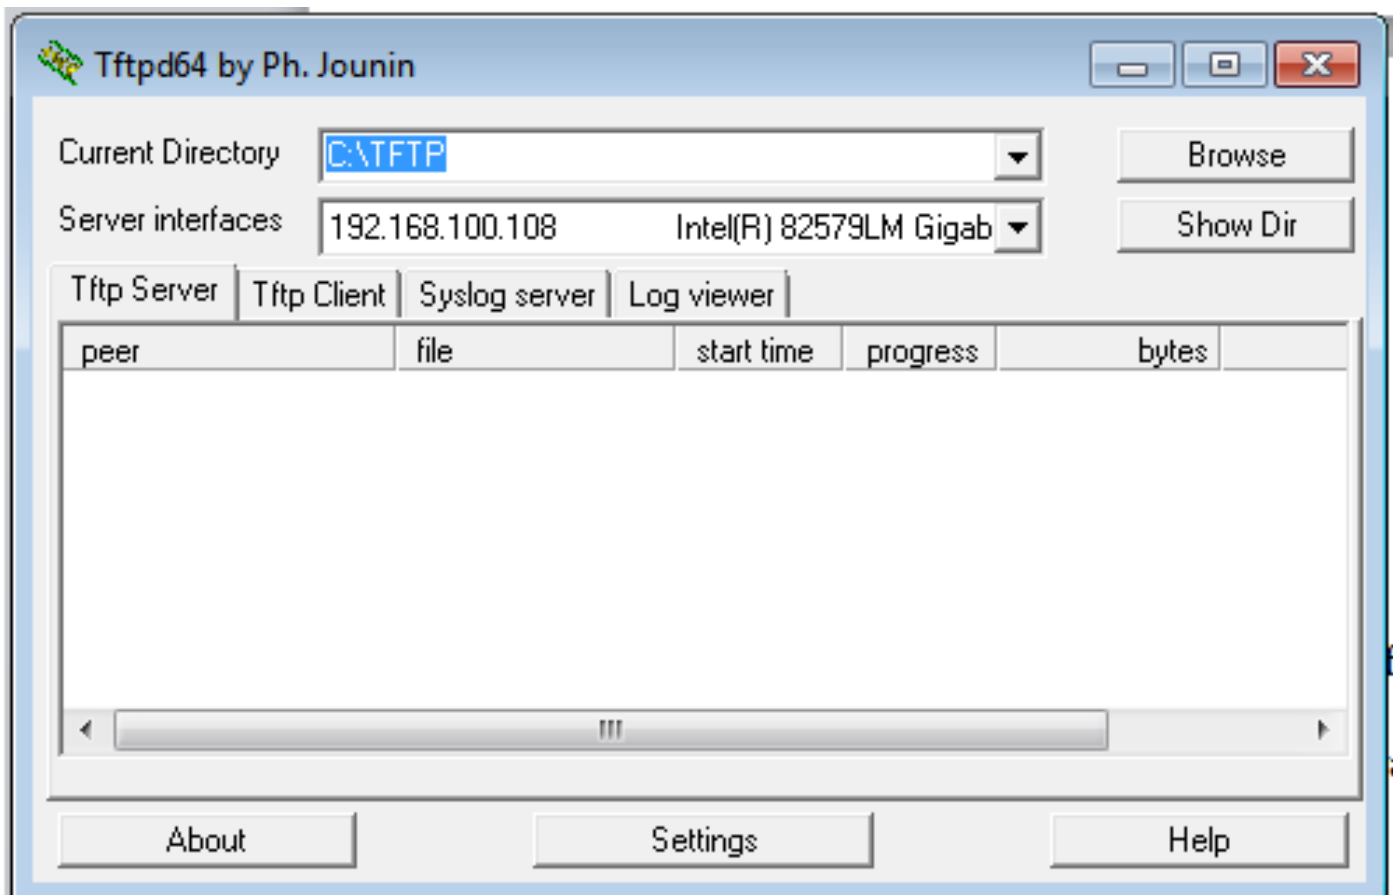 Tftpd64 by Ph. Jounin
Current Directory C:\TFTP Browse
Server interfaces 192.168.100.108 Intel(R) 82579LM Gigab Show Dir
Tftp Server Tftp Client Syslog server Log viewer
peer file start time progress bytes
About Settings Help